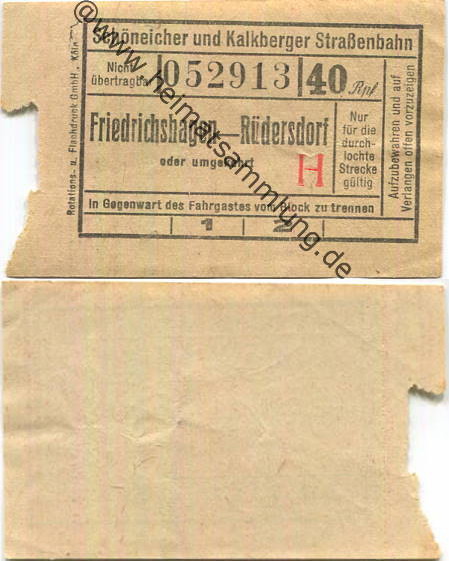 Schöneicher und Kalkberger Straßenbahn
Nicht
übertragbar
052913
40 Rpf
Friedrichshagen—Rüdersdorf
oder umgekehrt
H
Nur
für die
durch-
lochte
Strecke
gültig
In Gegenwart des Fahrgastes vom Block zu trennen
1 2
Aufzubewahren und auf
Verlangen offen vorzuzeigen
Rotations- u. Flachdruck GmbH. Köln
@www.heimatsammlung.de